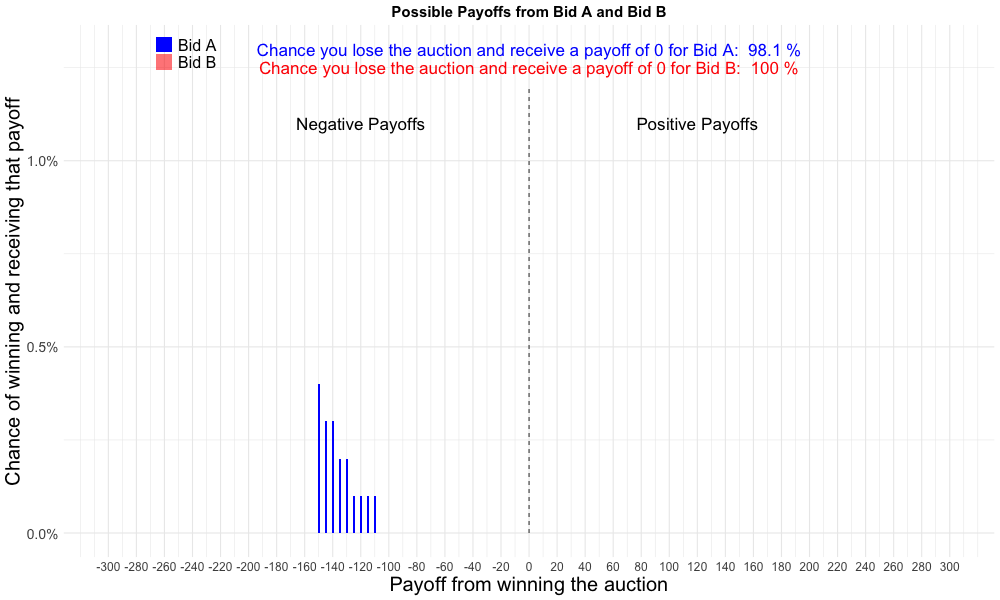 Possible Payoffs from Bid A and Bid B
Bid A
Bid B
Chance you lose the auction and receive a payoff of 0 for Bid A:  98.1 %
Chance you lose the auction and receive a payoff of 0 for Bid B:  100 %
Negative Payoffs
Positive Payoffs
Chance of winning and receiving that payoff
1.0%
0.5%
0.0%
-300 -280 -260 -240 -220 -200 -180 -160 -140 -120 -100 -80 -60 -40 -20 0 20 40 60 80 100 120 140 160 180 200 220 240 260 280 300
Payoff from winning the auction